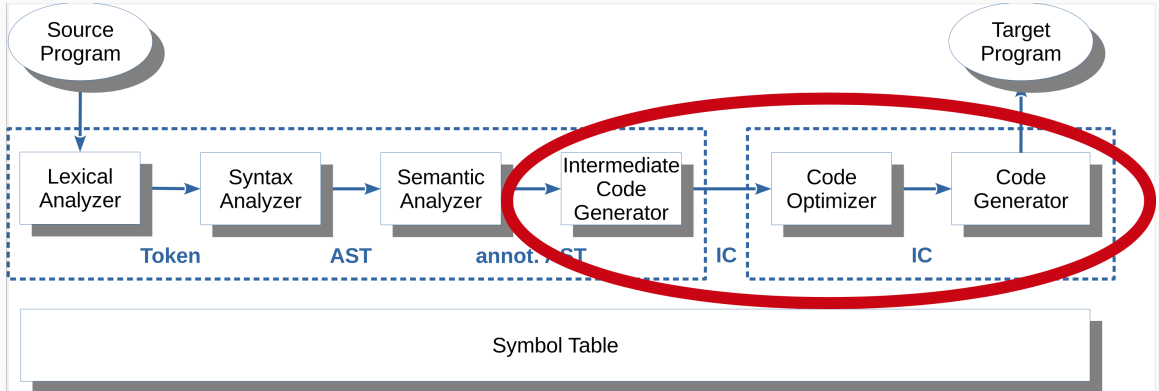 Source
Program
Target
Program
Lexical
Analyzer
Syntax
Analyzer
Semantic
Analyzer
Intermediate
Code
Generator
Code
Optimizer
Code
Generator
Token
AST
annot. AST
IC
IC
Symbol Table